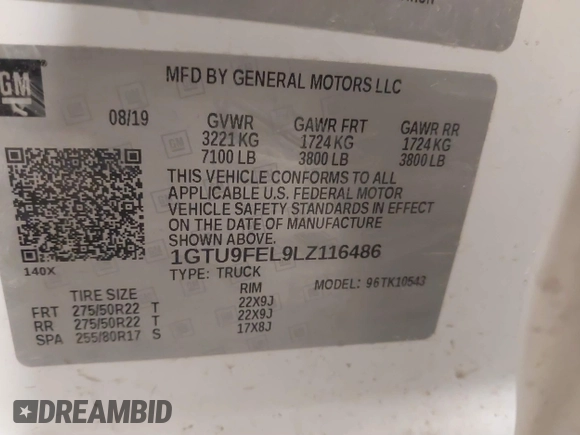 GM
MFD BY GENERAL MOTORS LLC
08/19
GVWR GAWR FRT GAWR RR
3221 KG 1724 KG 1724 KG
7100 LB 3800 LB 3800 LB
THIS VEHICLE CONFORMS TO ALL
APPLICABLE U.S. FEDERAL MOTOR
VEHICLE SAFETY STANDARDS IN EFFECT
ON THE DATE OF MANUFACTURE
SHOWN ABOVE.
1GTU9FEL9LZ116486
140X
TYPE: TRUCK
MODEL: 96TK10543
TIRE SIZE RIM
FRT 275/50R22 T 22X9J
RR 275/50R22 T 22X9J
SPA 255/80R17 S 17X8J
DREAMBID